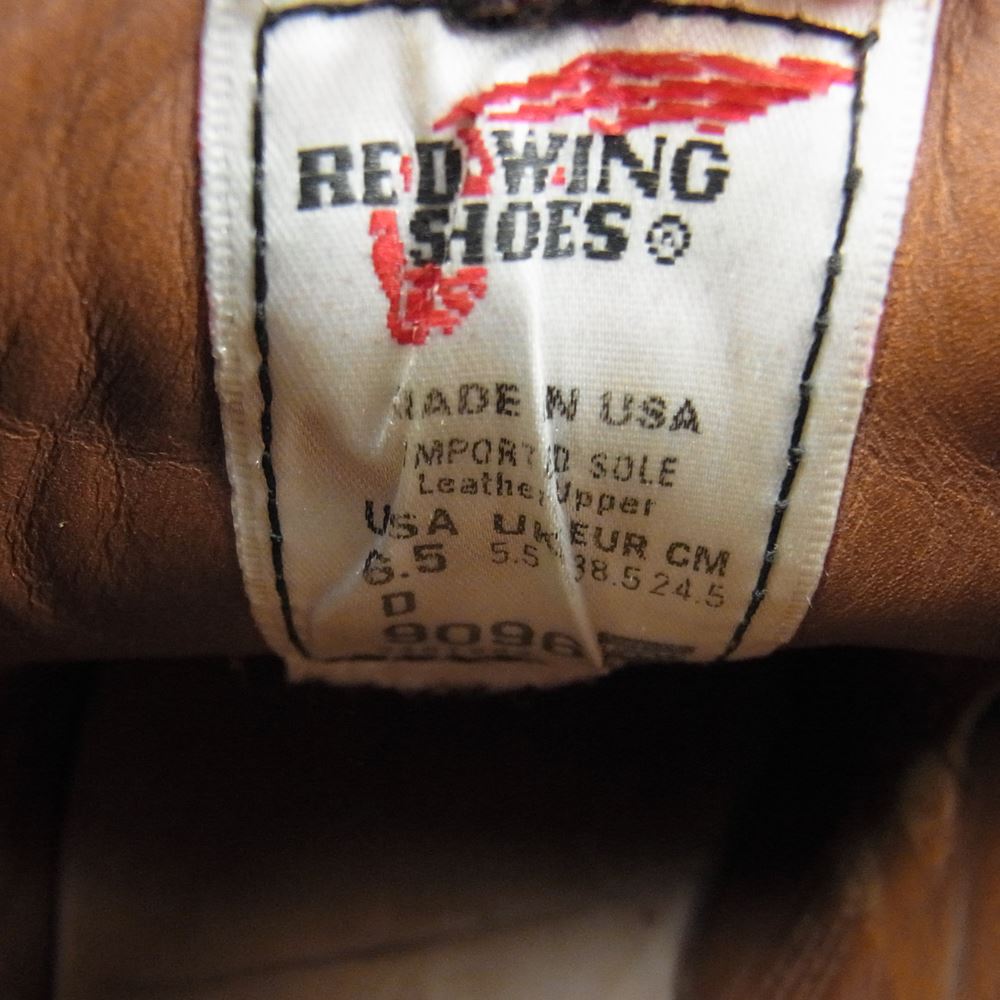 RED WING
SHOES ®
MADE IN USA
IMPORTED SOLE
Leather Upper
USA UK EUR CM
6.5 5.5 38.5 24.5
D
9096